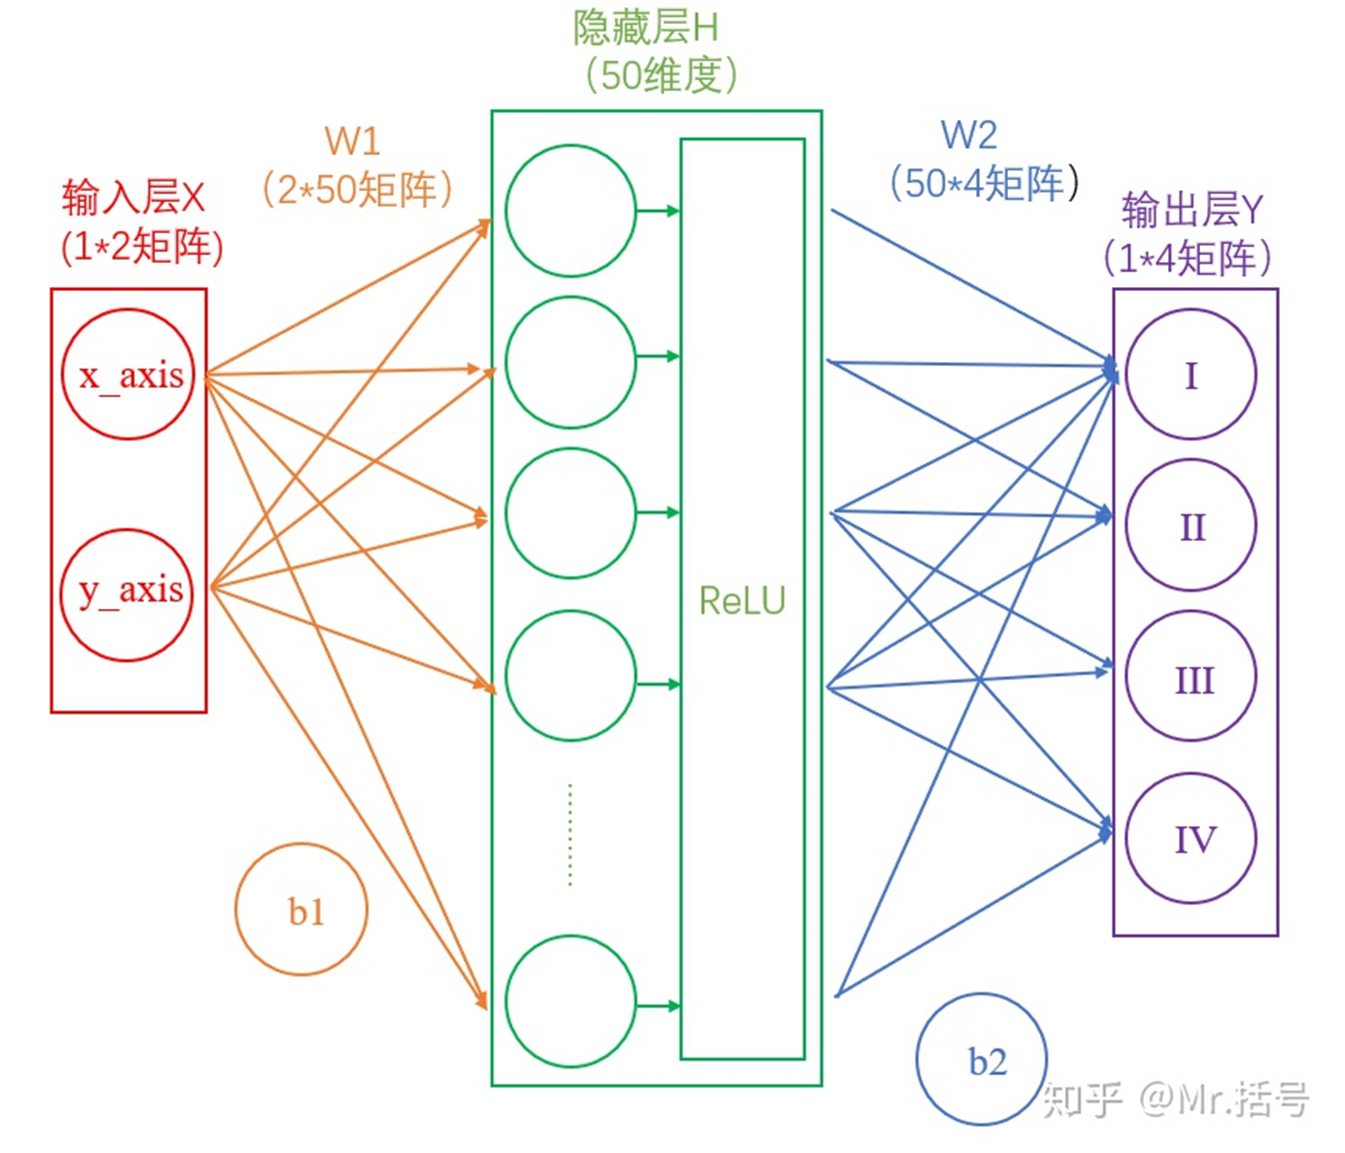 隐藏层H
（50维度）
W1
（2*50矩阵）
W2
（50*4矩阵）
输入层X
(1*2矩阵)
输出层Y
（1*4矩阵）
x_axis
y_axis
ReLU
I
II
III
IV
b1
b2
知乎 @Mr.括号